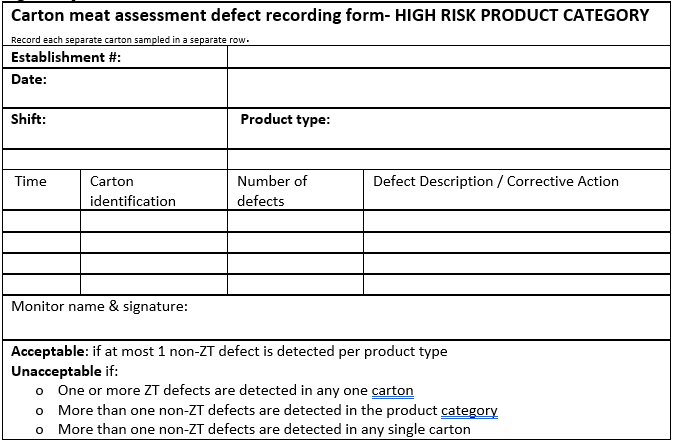 Carton meat assessment defect recording form- HIGH RISK PRODUCT CATEGORY
Record each separate carton sampled in a separate row.
Establishment #:
Date:
Shift: Product type:
Time Carton identification Number of defects Defect Description / Corrective Action
Monitor name & signature:
Acceptable: if at most 1 non-ZT defect is detected per product type
Unacceptable if:
o One or more ZT defects are detected in any one carton
o More than one non-ZT defects are detected in the product category
o More than one non-ZT defects are detected in any single carton